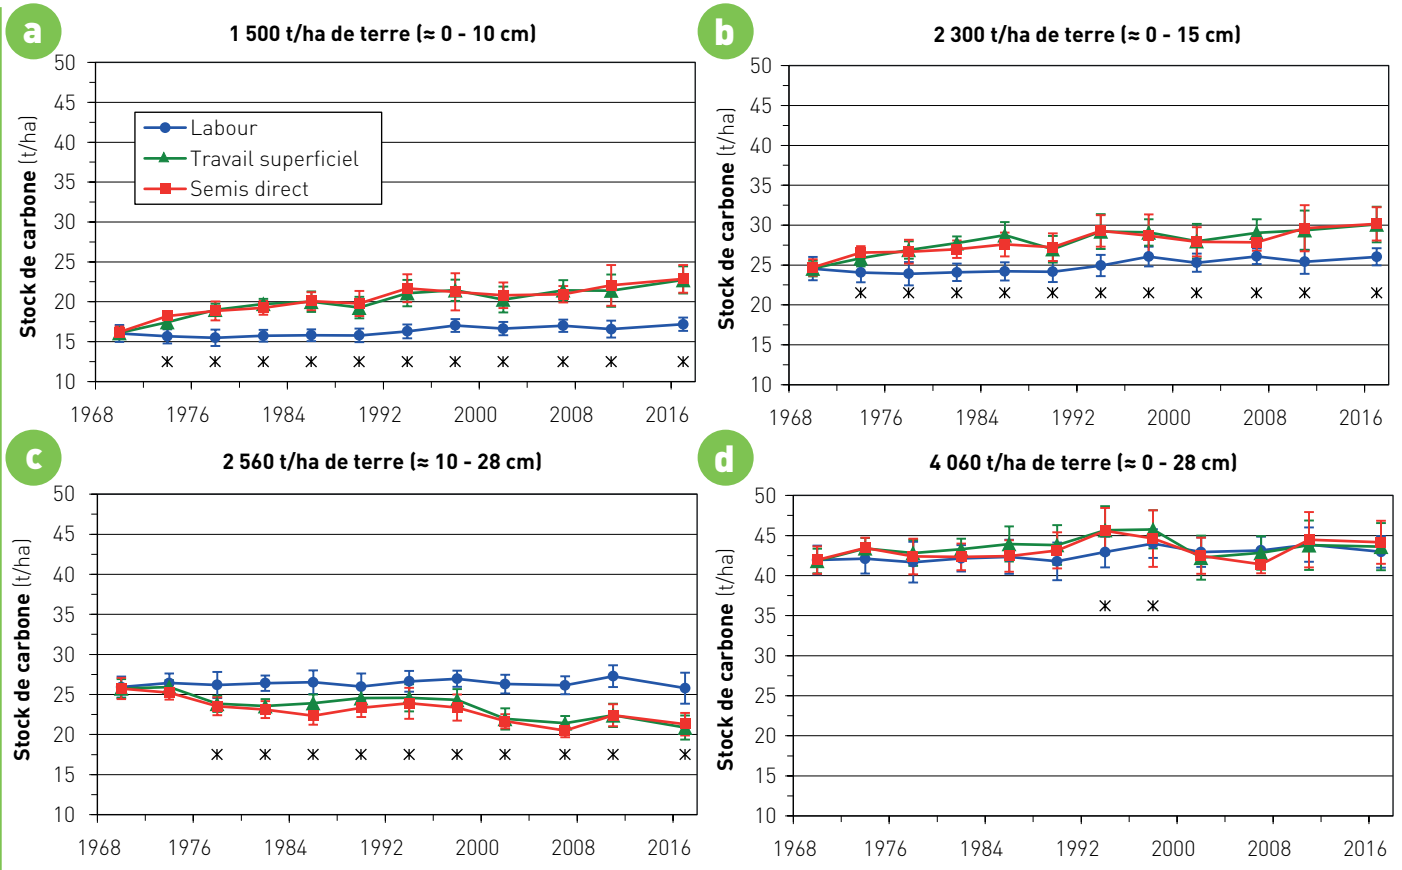 a
1 500 t/ha de terre (≈ 0 - 10 cm)
Stock de carbone (t/ha)
50
45
40
35
30
25
20
15
10
Labour
Travail superficiel
Semis direct
1968 1976 1984 1992 2000 2008 2016
b
2 300 t/ha de terre (≈ 0 - 15 cm)
Stock de carbone (t/ha)
50
45
40
35
30
25
20
15
10
1968 1976 1984 1992 2000 2008 2016
c
2 560 t/ha de terre (≈ 10 - 28 cm)
Stock de carbone (t/ha)
50
45
40
35
30
25
20
15
10
1968 1976 1984 1992 2000 2008 2016
d
4 060 t/ha de terre (≈ 0 - 28 cm)
Stock de carbone (t/ha)
50
45
40
35
30
25
20
15
10
1968 1976 1984 1992 2000 2008 2016